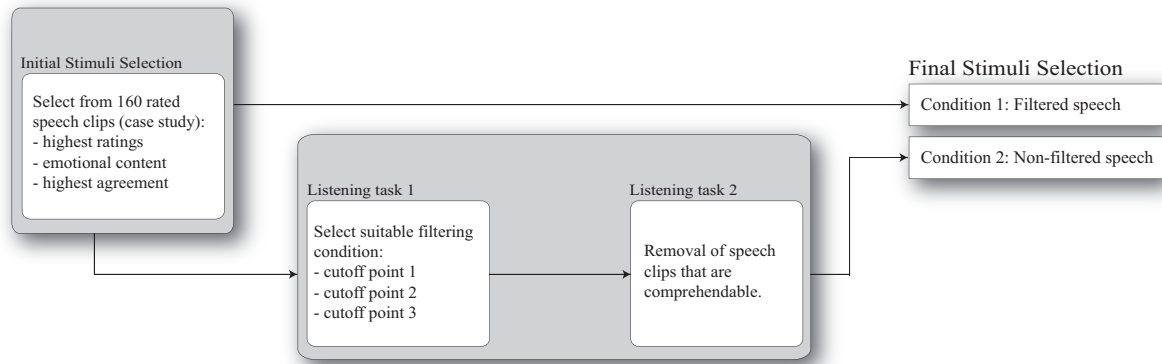 Initial Stimuli Selection
Select from 160 rated
speech clips (case study):
- highest ratings
- emotional content
- highest agreement
Listening task 1
Select suitable filtering
condition:
- cutoff point 1
- cutoff point 2
- cutoff point 3
Listening task 2
Removal of speech
clips that are
comprehendable.
Final Stimuli Selection
Condition 1: Filtered speech
Condition 2: Non-filtered speech